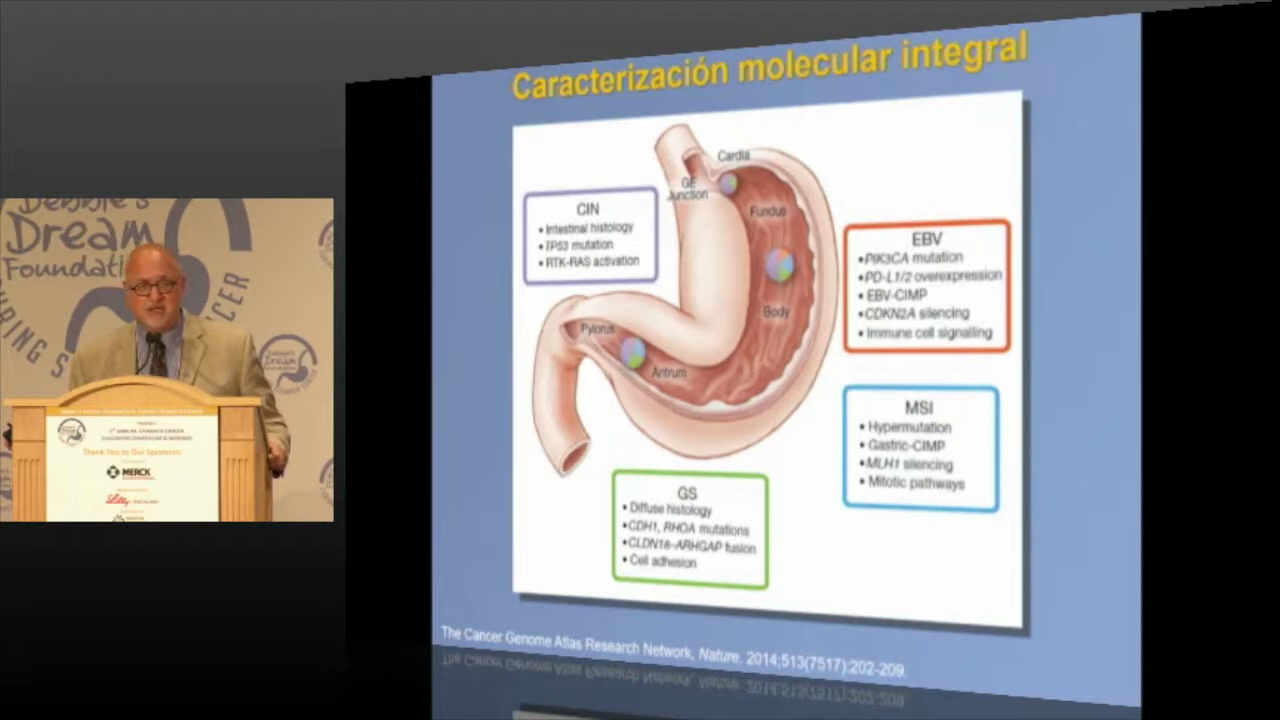 Caracterización molecular integral
Cardia
GE
Junction
Fundus
Body
Pylorus
Antrum
CIN
• Intestinal histology
• TP53 mutation
• RTK-RAS activation
EBV
• PIK3CA mutation
• PD-L1/2 overexpression
• EBV-CIMP
• CDKN2A silencing
• Immune cell signalling
MSI
• Hypermutation
• Gastric-CIMP
• MLH1 silencing
• Mitotic pathways
GS
• Diffuse histology
• CDH1, RHOA mutations
• CLDN18–ARHGAP fusion
• Cell adhesion
The Cancer Genome Atlas Research Network, Nature. 2014;513(7517):202-209.
Debbie's
Dream
Foundation
CANCER
Thank You to Our Sponsors:
MERCK
Lilly